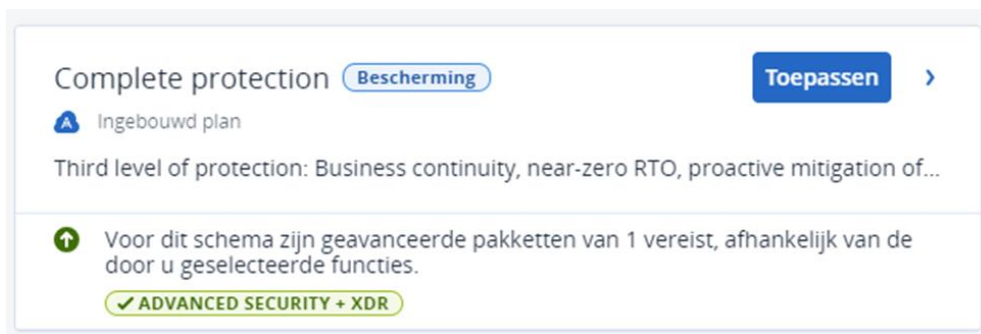 Complete protection Bescherming Toepassen
Ingebouwd plan
Third level of protection: Business continuity, near-zero RTO, proactive mitigation of...
Voor dit schema zijn geavanceerde pakketten van 1 vereist, afhankelijk van de
door u geselecteerde functies.
ADVANCED SECURITY + XDR